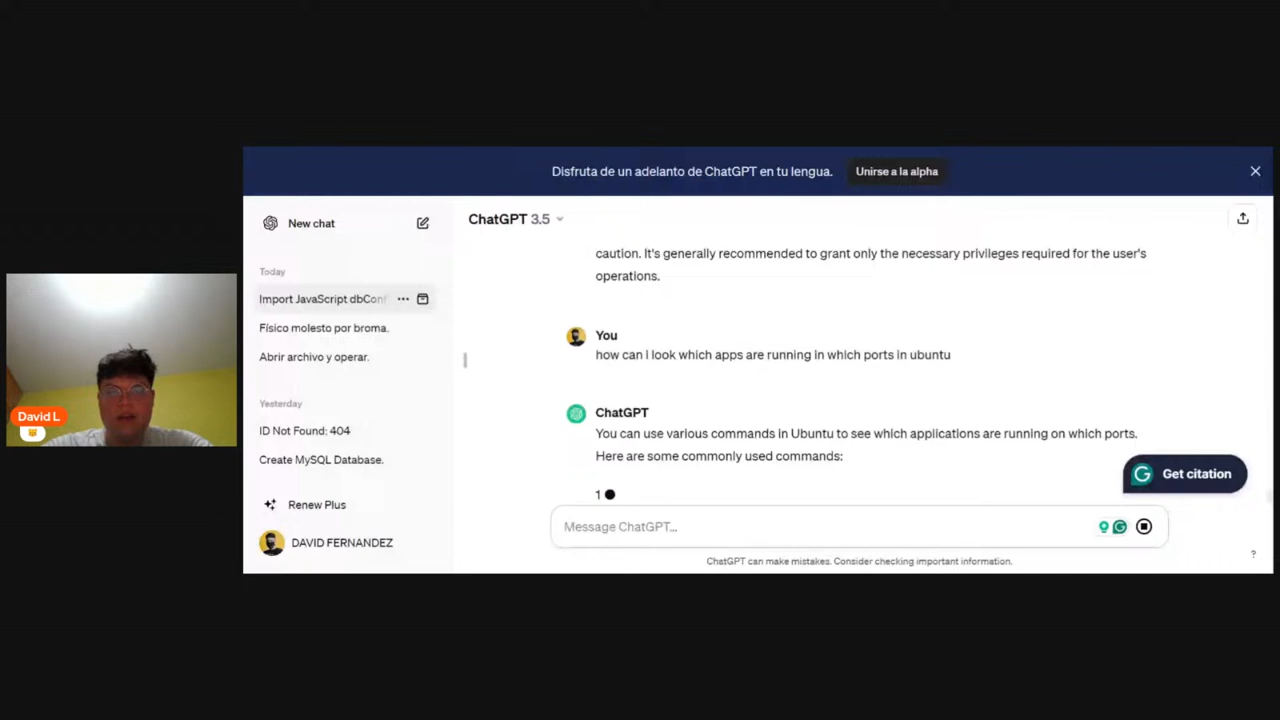 Disfruta de un adelanto de ChatGPT en tu lengua. Unirse a la alpha
New chat
Today
Import JavaScript dbConf
Físico molesto por broma.
Abrir archivo y operar.
Yesterday
ID Not Found: 404
Create MySQL Database.
Renew Plus
DAVID FERNANDEZ
ChatGPT 3.5
caution. It's generally recommended to grant only the necessary privileges required for the user's
operations.
You
how can I look which apps are running in which ports in ubuntu
ChatGPT
You can use various commands in Ubuntu to see which applications are running on which ports.
Here are some commonly used commands:
1
Get citation
Message ChatGPT...
ChatGPT can make mistakes. Consider checking important information.
?
David L